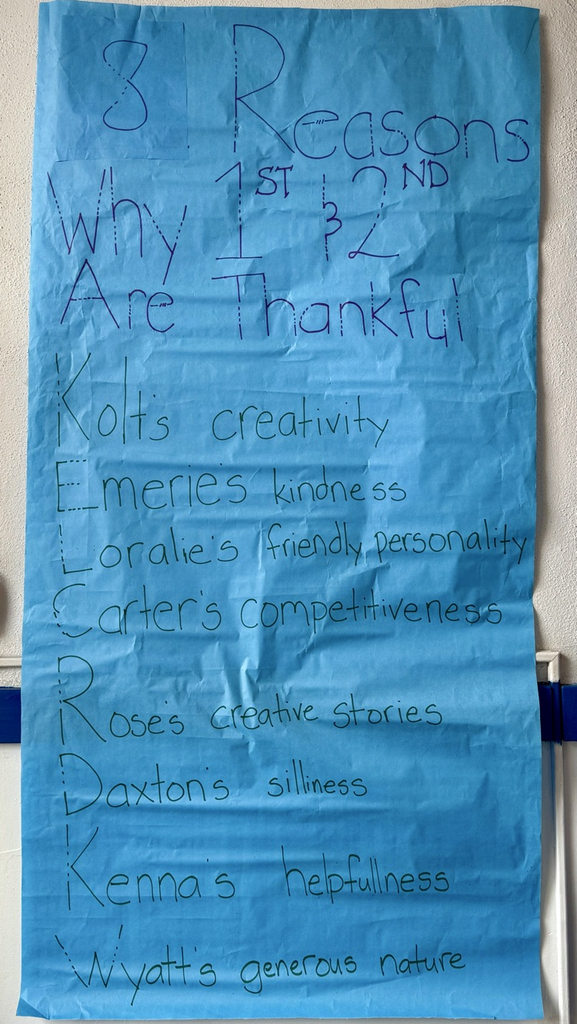 8 Reasons
Why 1ST & 2ND
Are Thankful
Kolt's creativity
Emerie's kindness
Loralie's friendly personality
Carter's competitiveness
Rose's creative stories
Daxton's silliness
Kenna's helpfullness
Wyatt's generous nature